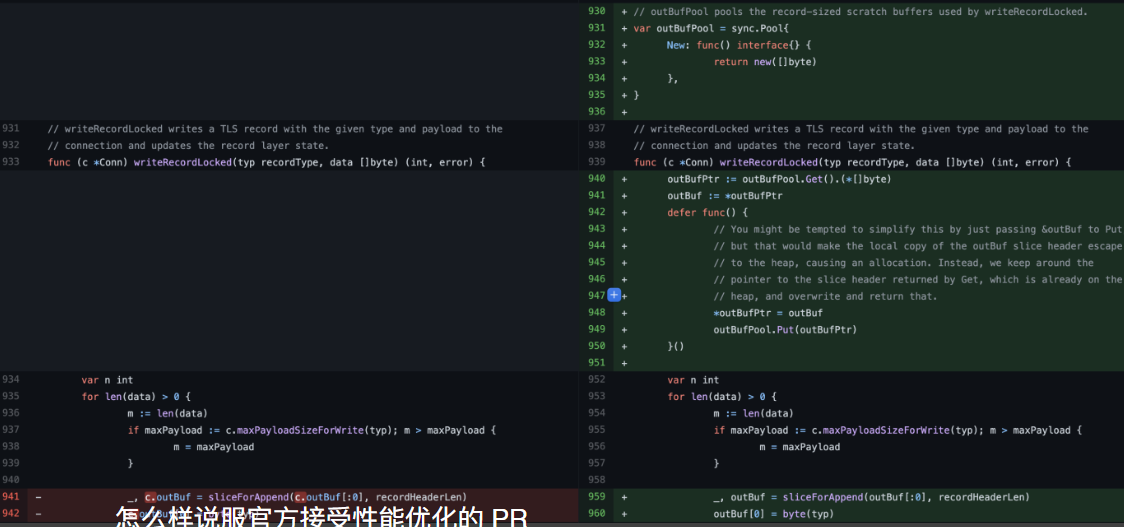 930 + // outBufPool pools the record-sized scratch buffers used by writeRecordLocked.
931 + var outBufPool = sync.Pool{
932 + New: func() interface{} {
933 + return new([]byte)
934 + },
935 + }
936 +
931 // writeRecordLocked writes a TLS record with the given type and payload to the
932 // connection and updates the record layer state.
933 func (c *Conn) writeRecordLocked(typ recordType, data []byte) (int, error) {
937 // writeRecordLocked writes a TLS record with the given type and payload to the
938 // connection and updates the record layer state.
939 func (c *Conn) writeRecordLocked(typ recordType, data []byte) (int, error) {
940 + outBufPtr := outBufPool.Get().(*[]byte)
941 + outBuf := *outBufPtr
942 + defer func() {
943 + // You might be tempted to simplify this by just passing &outBuf to Put
944 + // but that would make the local copy of the outBuf slice header escape
945 + // to the heap, causing an allocation. Instead, we keep around the
946 + // pointer to the slice header returned by Get, which is already on the
947 + // heap, and overwrite and return that.
948 + *outBufPtr = outBuf
949 + outBufPool.Put(outBufPtr)
950 + }()
951 +
934 var n int
935 for len(data) > 0 {
936 m := len(data)
937 if maxPayload := c.maxPayloadSizeForWrite(typ); m > maxPayload {
938 m = maxPayload
939 }
940
941 - _, c.outBuf = sliceForAppend(c.outBuf[:0], recordHeaderLen)
942 -
952 var n int
953 for len(data) > 0 {
954 m := len(data)
955 if maxPayload := c.maxPayloadSizeForWrite(typ); m > maxPayload {
956 m = maxPayload
957 }
958
959 + _, outBuf = sliceForAppend(outBuf[:0], recordHeaderLen)
960 + outBuf[0] = byte(typ)
怎么样说服官方接受性能优化的 PR